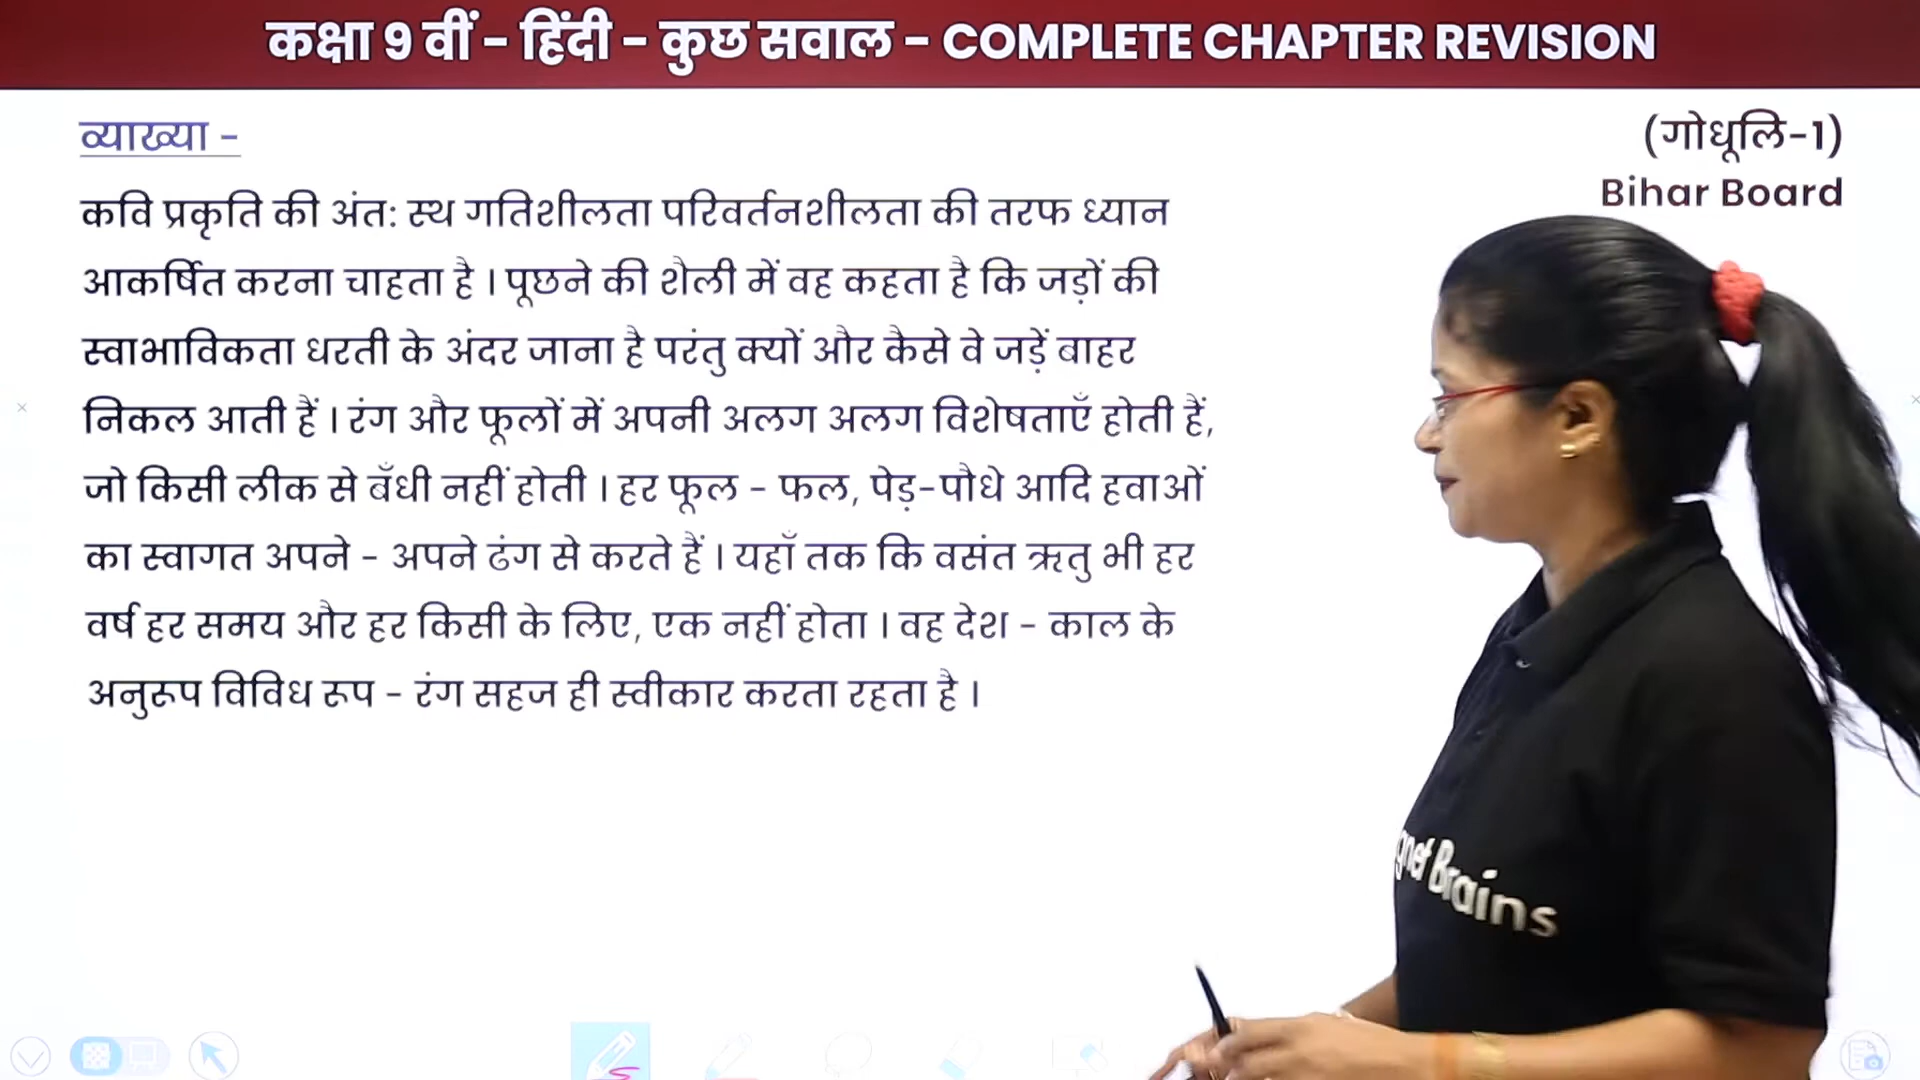 कक्षा 9 वीं – हिंदी – कुछ सवाल – COMPLETE CHAPTER REVISION
व्याख्या -
(गोधूलि-1)
Bihar Board
कवि प्रकृति की अंत: स्थ गतिशीलता परिवर्तनशीलता की तरफ ध्यान
आकर्षित करना चाहता है । पूछने की शैली में वह कहता है कि जड़ों की
स्वाभाविकता धरती के अंदर जाना है परंतु क्यों और कैसे वे जड़ें बाहर
निकल आती हैं । रंग और फूलों में अपनी अलग अलग विशेषताएँ होती हैं,
जो किसी लीक से बँधी नहीं होती । हर फूल - फल, पेड़-पौधे आदि हवाओं
का स्वागत अपने - अपने ढंग से करते हैं । यहाँ तक कि वसंत ऋतु भी हर
वर्ष हर समय और हर किसी के लिए, एक नहीं होता । वह देश - काल के
अनुरूप विविध रूप - रंग सहज ही स्वीकार करता रहता है ।
Brains